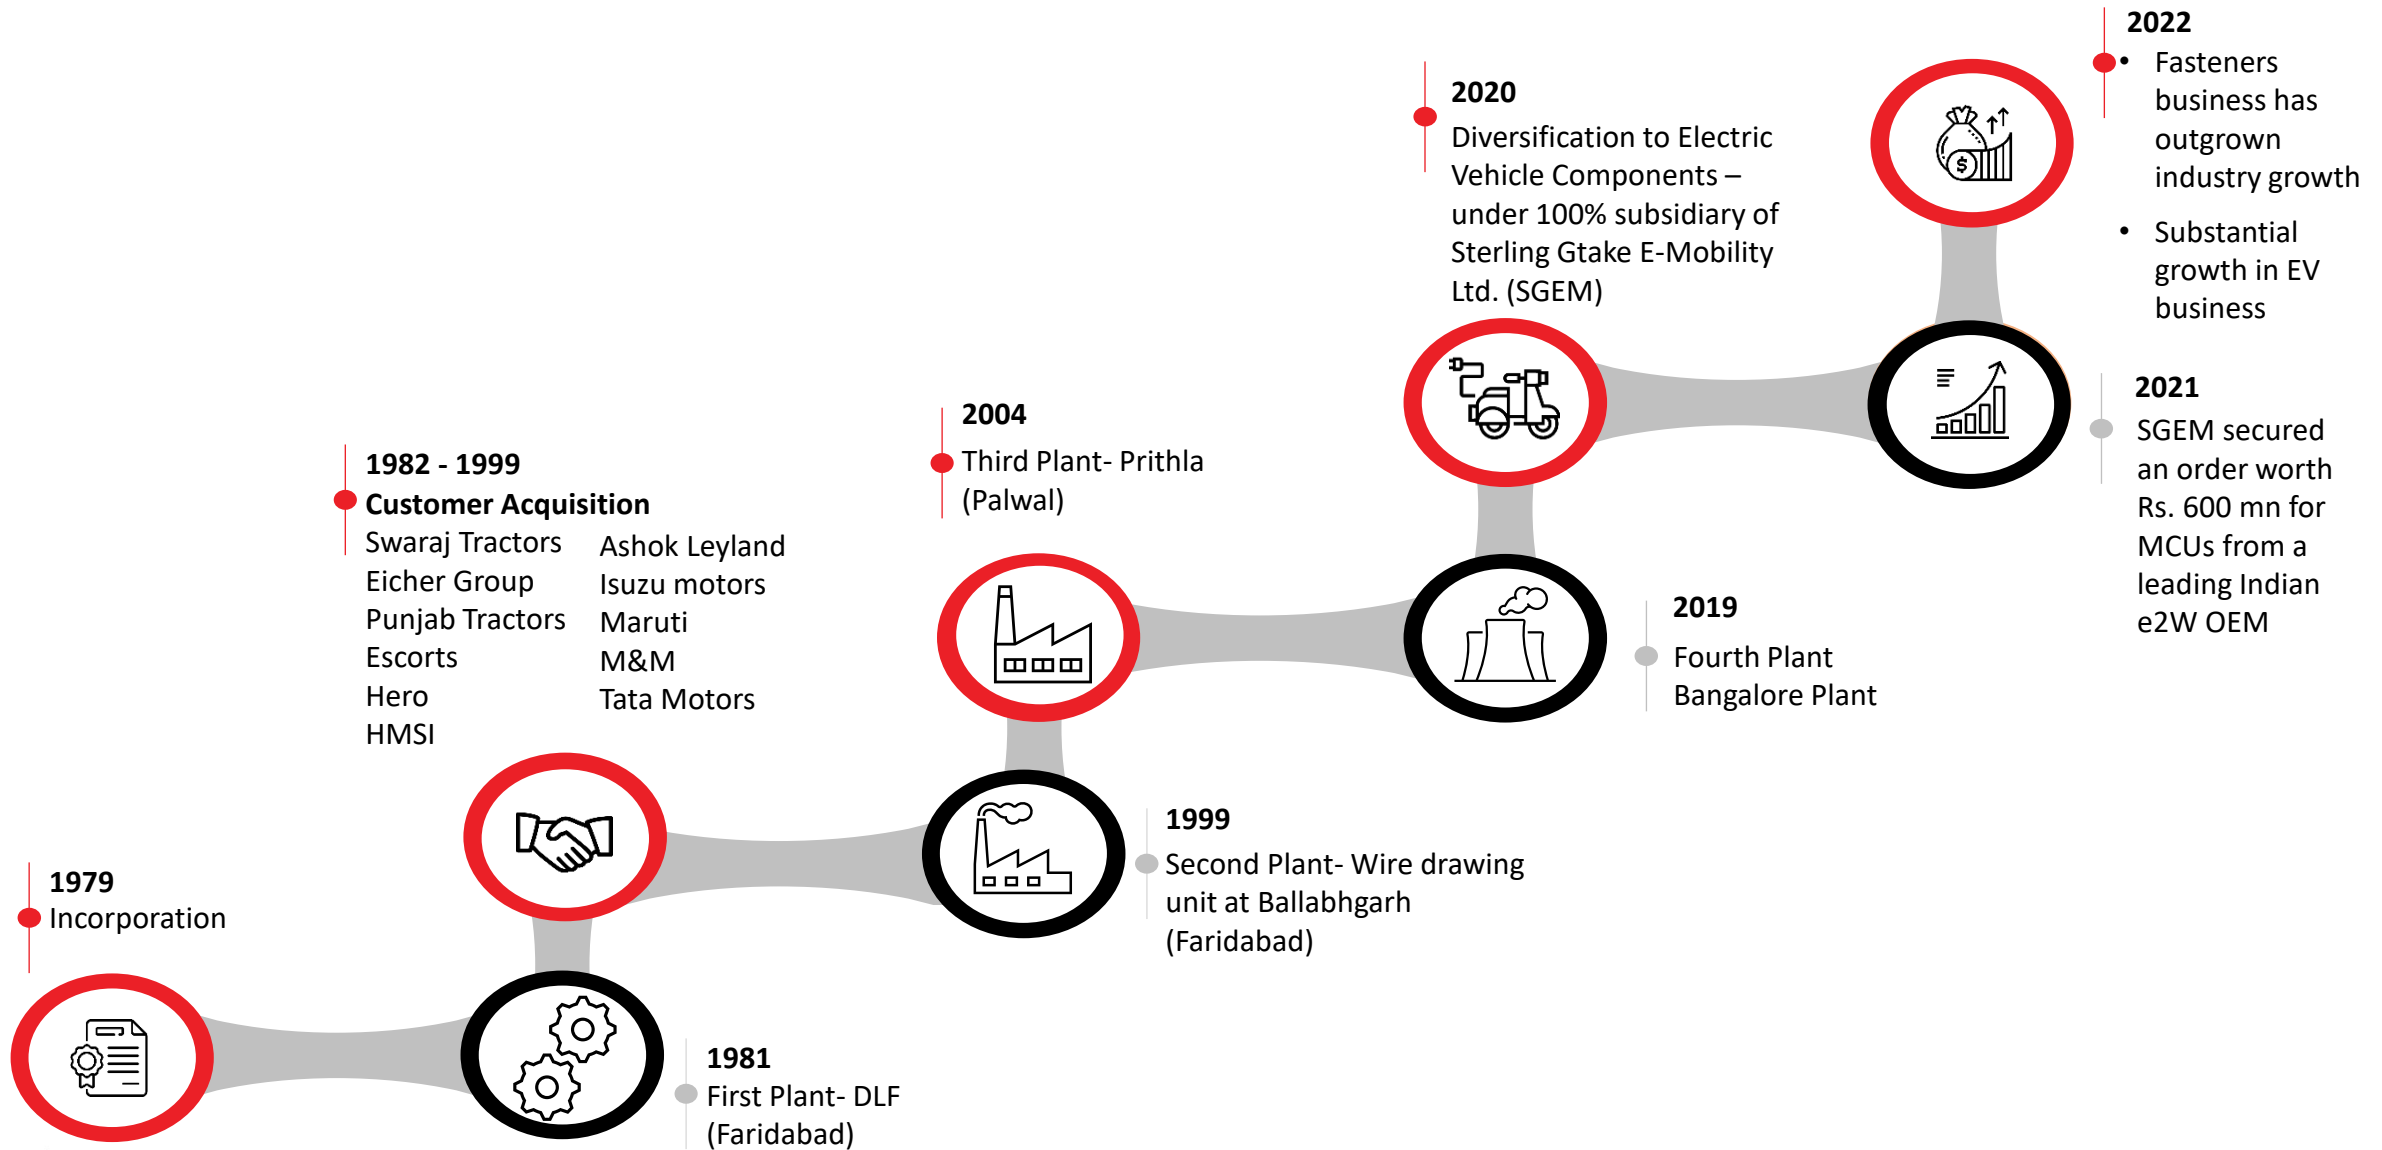 1979
Incorporation
1981
First Plant- DLF
(Faridabad)
1982 - 1999
Customer Acquisition
Swaraj Tractors
Eicher Group
Punjab Tractors
Escorts
Hero
HMSI
Ashok Leyland
Isuzu motors
Maruti
M&M
Tata Motors
1999
Second Plant- Wire drawing
unit at Ballabhgarh
(Faridabad)
2004
Third Plant- Prithla
(Palwal)
2019
Fourth Plant
Bangalore Plant
2020
Diversification to Electric
Vehicle Components –
under 100% subsidiary of
Sterling Gtake E-Mobility
Ltd. (SGEM)
2021
SGEM secured
an order worth
Rs. 600 mn for
MCUs from a
leading Indian
e2W OEM
2022
• Fasteners
business has
outgrown
industry growth
• Substantial
growth in EV
business
$